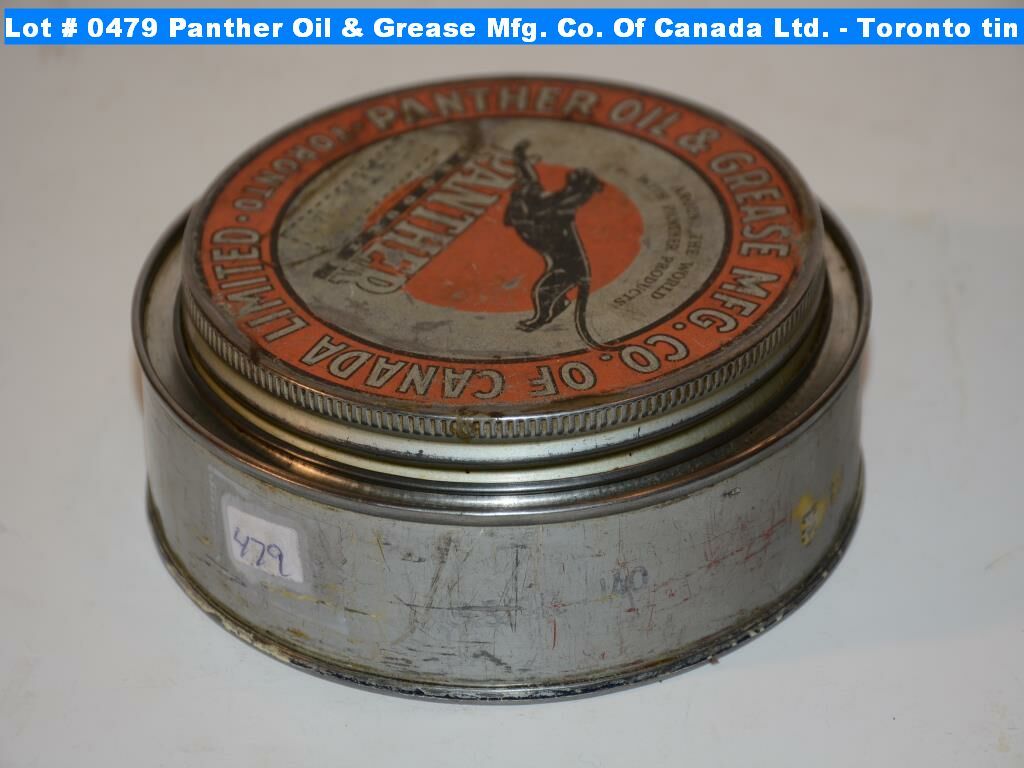 Lot # 0479 Panther Oil & Grease Mfg. Co. Of Canada Ltd. - Toronto tin
PANTHER OIL & GREASE MFG. CO. OF CANADA LIMITED · TORONTO ·
PANTHER
AROUND THE WORLD
WITH PANTHER PRODUCTS
479
140